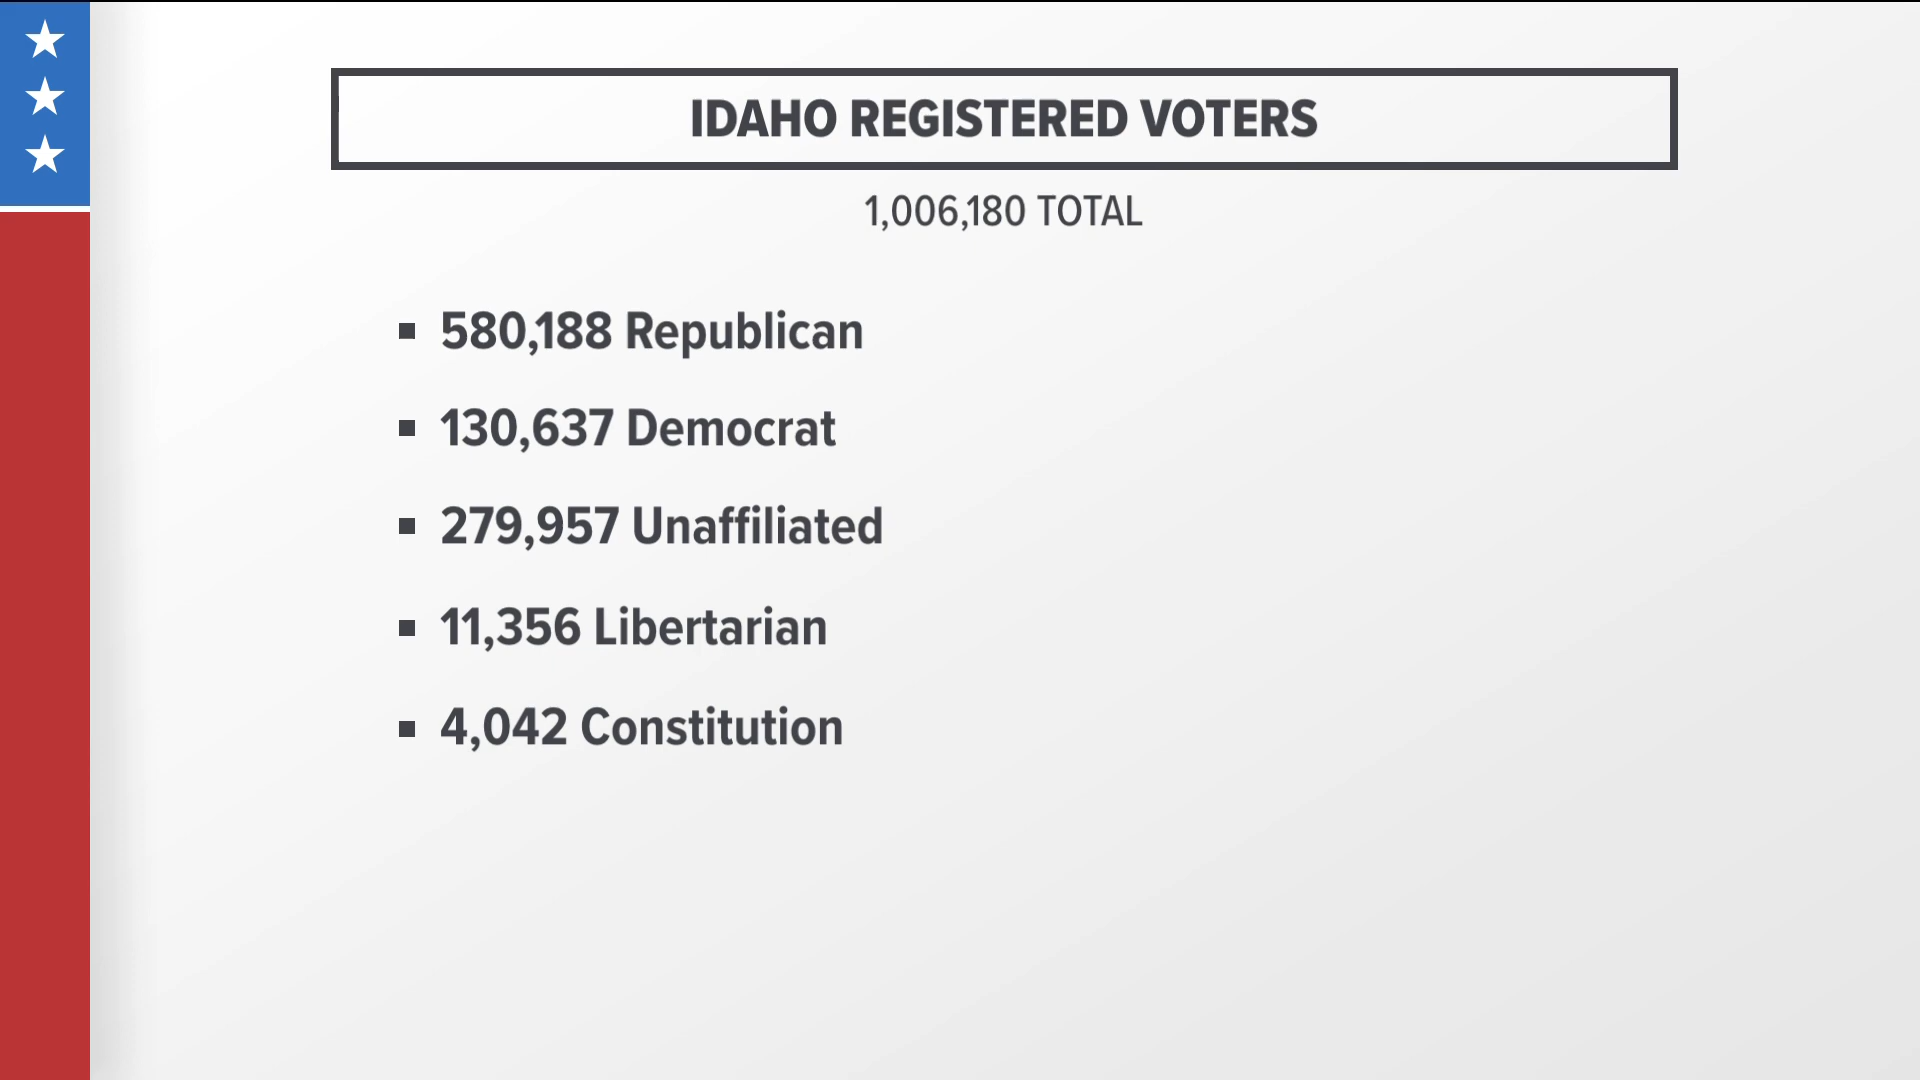 IDAHO REGISTERED VOTERS
1,006,180 TOTAL
▪ 580,188 Republican
▪ 130,637 Democrat
▪ 279,957 Unaffiliated
▪ 11,356 Libertarian
▪ 4,042 Constitution